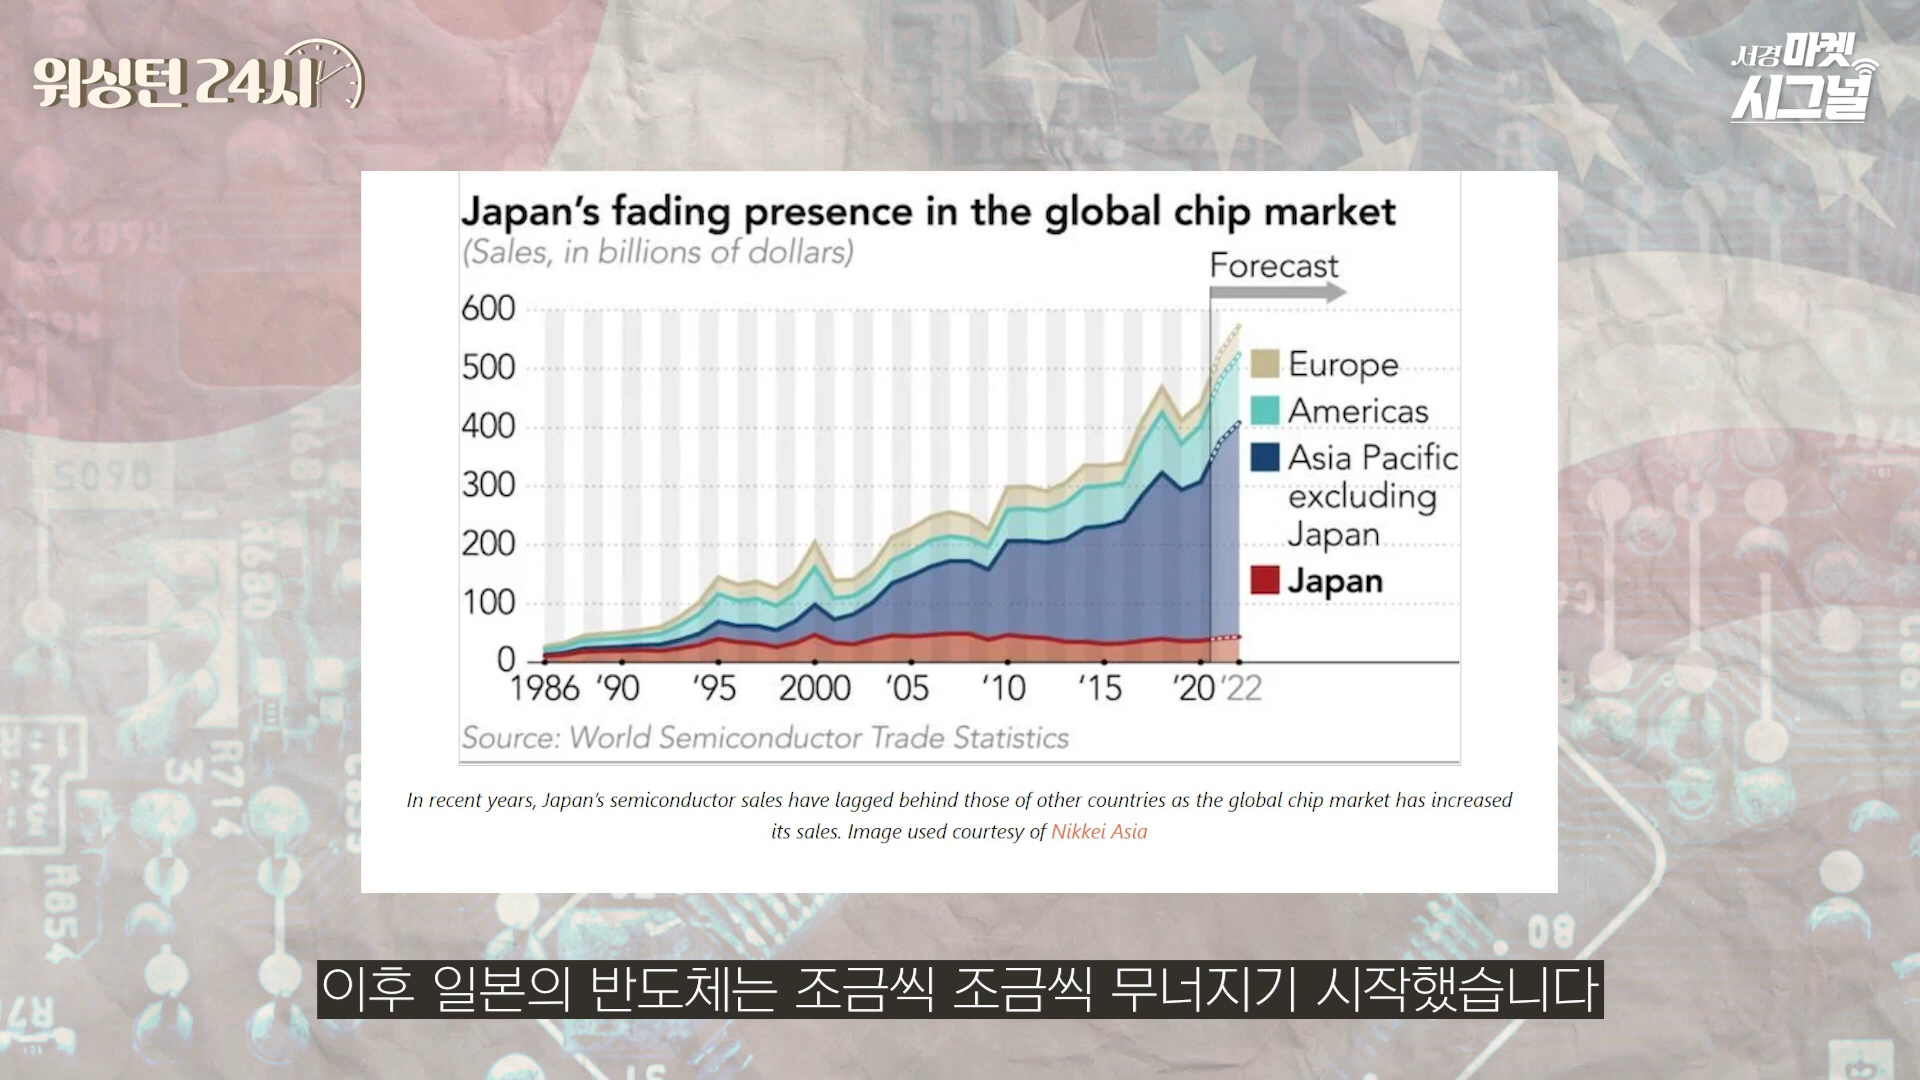 워싱턴 24시
서경 마켓
시그널
Japan's fading presence in the global chip market
(Sales, in billions of dollars)
Forecast
600
500
400
300
200
100
0
Europe
Americas
Asia Pacific
excluding
Japan
Japan
1986 '90 '95 2000 '05 '10 '15 '20 '22
Source: World Semiconductor Trade Statistics
In recent years, Japan's semiconductor sales have lagged behind those of other countries as the global chip market has increased
its sales. Image used courtesy of Nikkei Asia
R714
R854
이후 일본의 반도체는 조금씩 조금씩 무너지기 시작했습니다